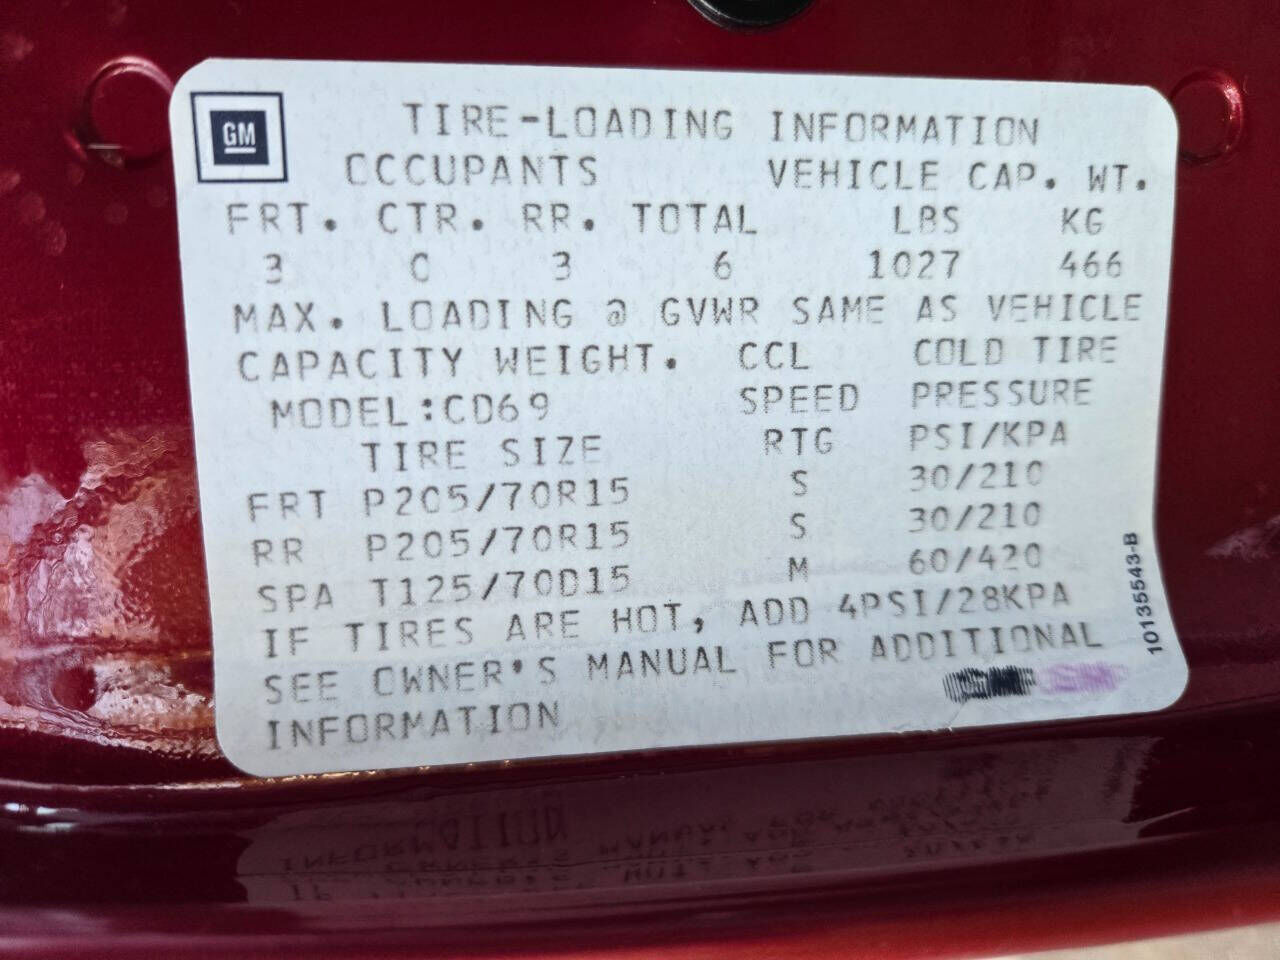 GM
TIRE-LOADING INFORMATION
OCCUPANTS VEHICLE CAP. WT.
FRT. CTR. RR. TOTAL LBS KG
3 0 3 6 1027 466
MAX. LOADING @ GVWR SAME AS VEHICLE
CAPACITY WEIGHT. CCL COLD TIRE
MODEL:CD69 SPEED PRESSURE
TIRE SIZE RTG PSI/KPA
FRT P205/70R15 S 30/210
RR P205/70R15 S 30/210
SPA T125/70D15 M 60/420
IF TIRES ARE HOT, ADD 4PSI/28KPA
SEE OWNER'S MANUAL FOR ADDITIONAL
INFORMATION
10135543-B